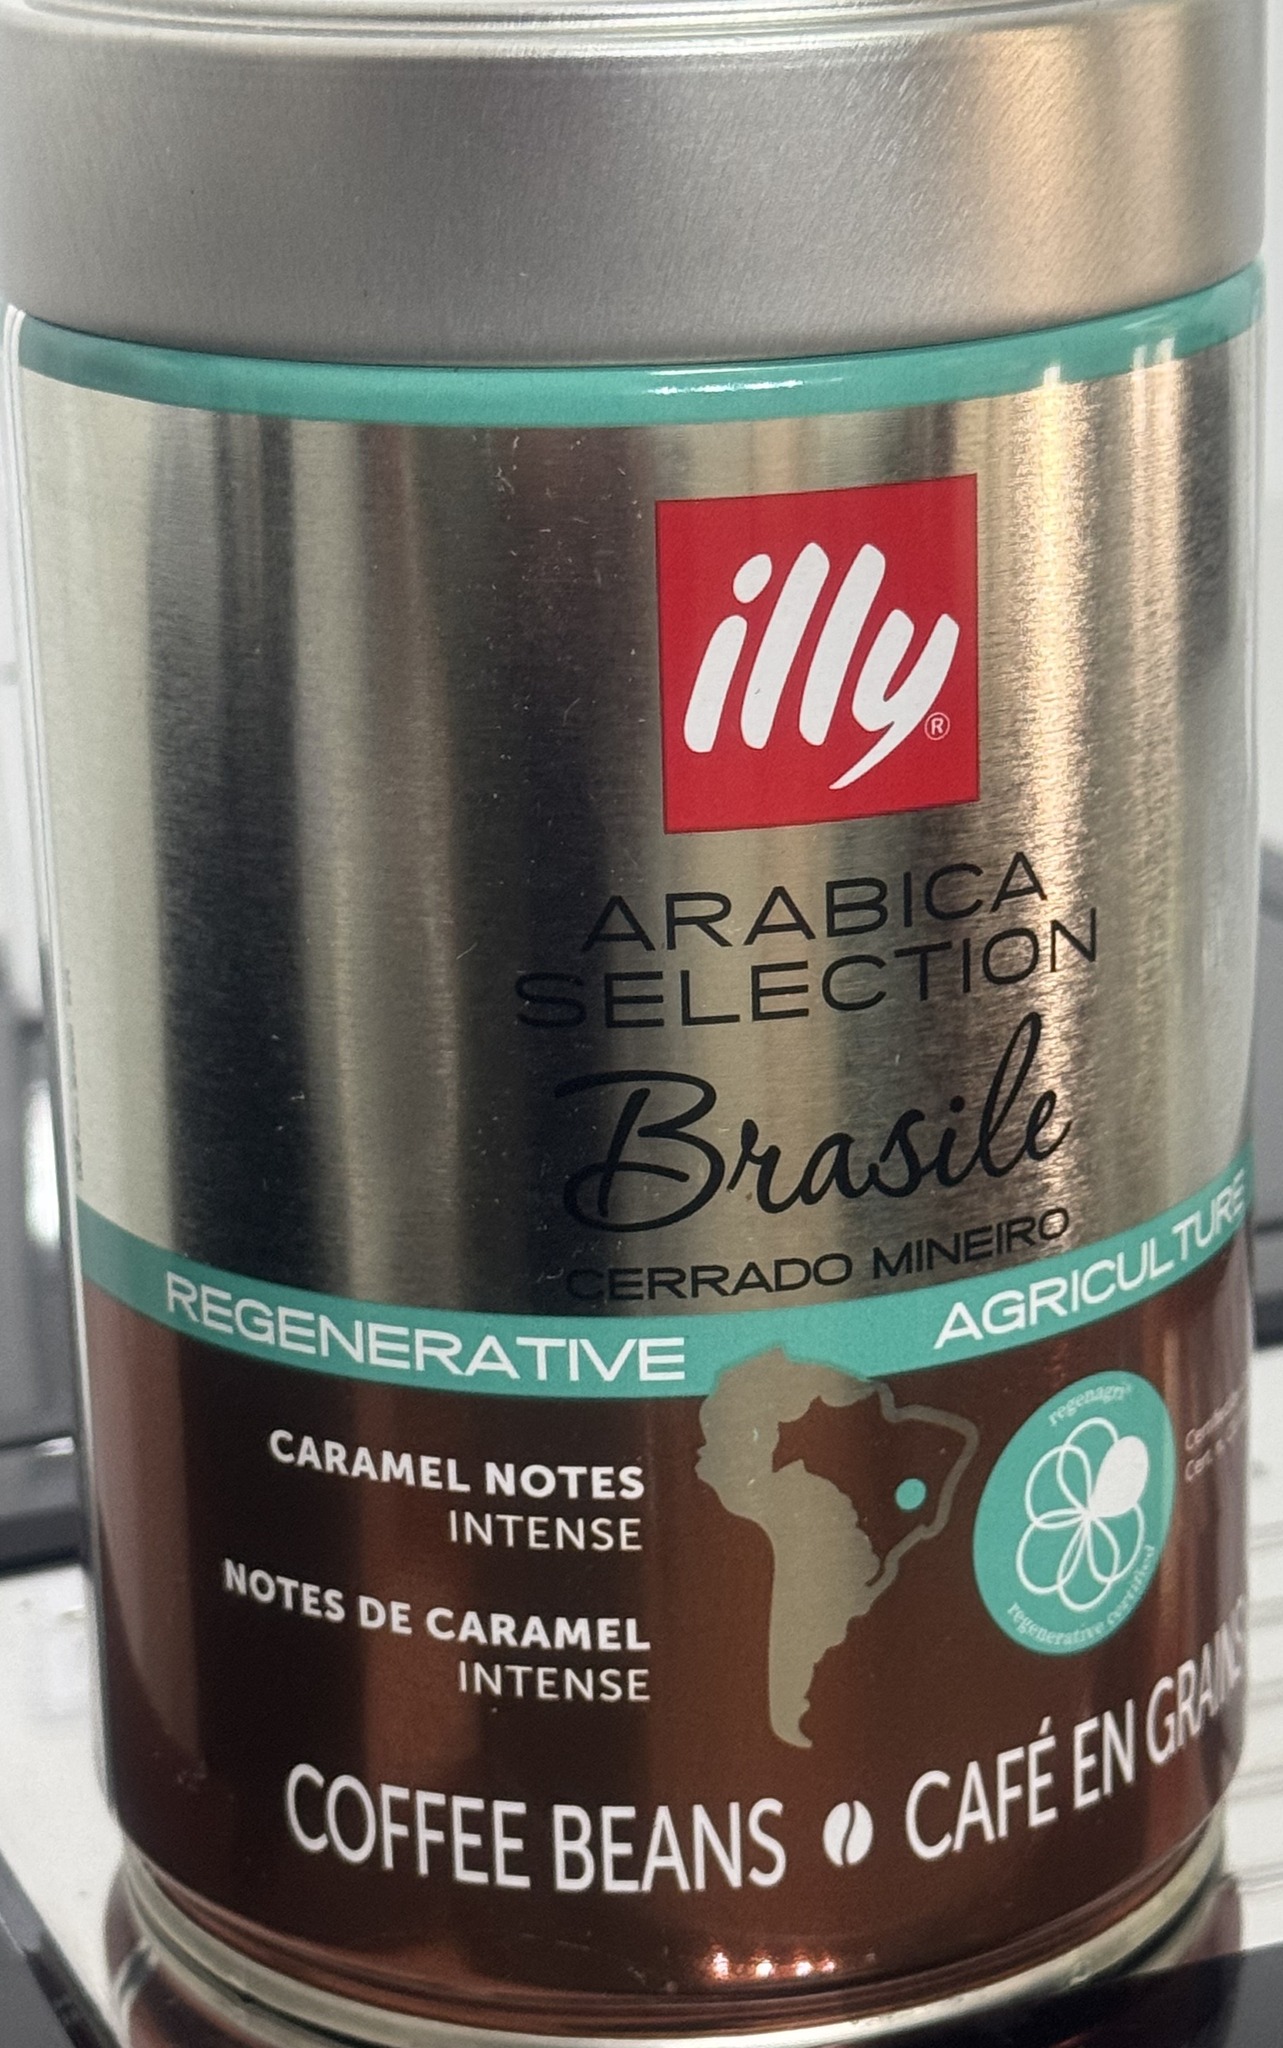 illy®
ARABICA
SELECTION
Brasile
CERRADO MINEIRO
REGENERATIVE AGRICULTURE
CARAMEL NOTES
INTENSE
NOTES DE CARAMEL
INTENSE
regenagri®
regenerative certified
COFFEE BEANS CAFÉ EN GRAINS